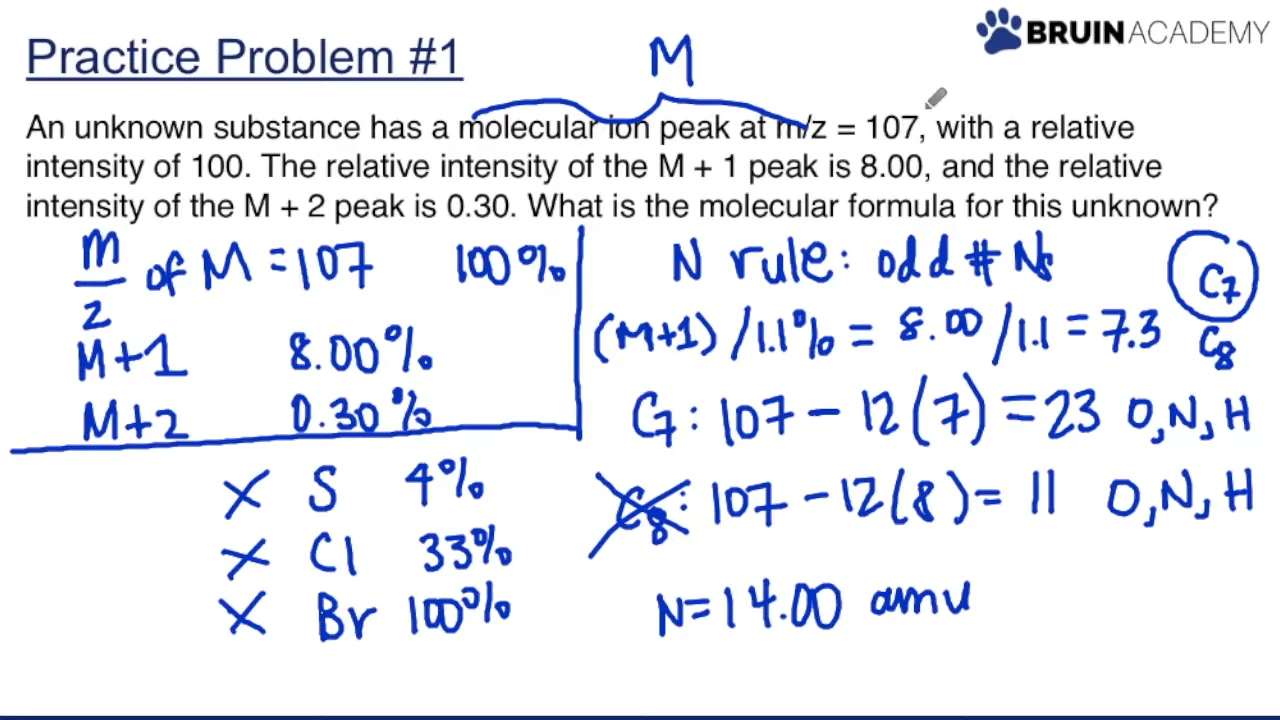 BRUIN ACADEMY
Practice Problem #1
M
An unknown substance has a molecular ion peak at m/z = 107, with a relative
intensity of 100. The relative intensity of the M + 1 peak is 8.00, and the relative
intensity of the M + 2 peak is 0.30. What is the molecular formula for this unknown?
m/z of M = 107 100%
M+1 8.00%
M+2 0.30%
X S 4%
X Cl 33%
X Br 100%
N rule: odd # Ns
(M+1) / 1.1% = 8.00 / 1.1 = 7.3
C7
C8
C7: 107 - 12(7) = 23 O, N, H
C8: 107 - 12(8) = 11 O, N, H
N = 14.00 amu